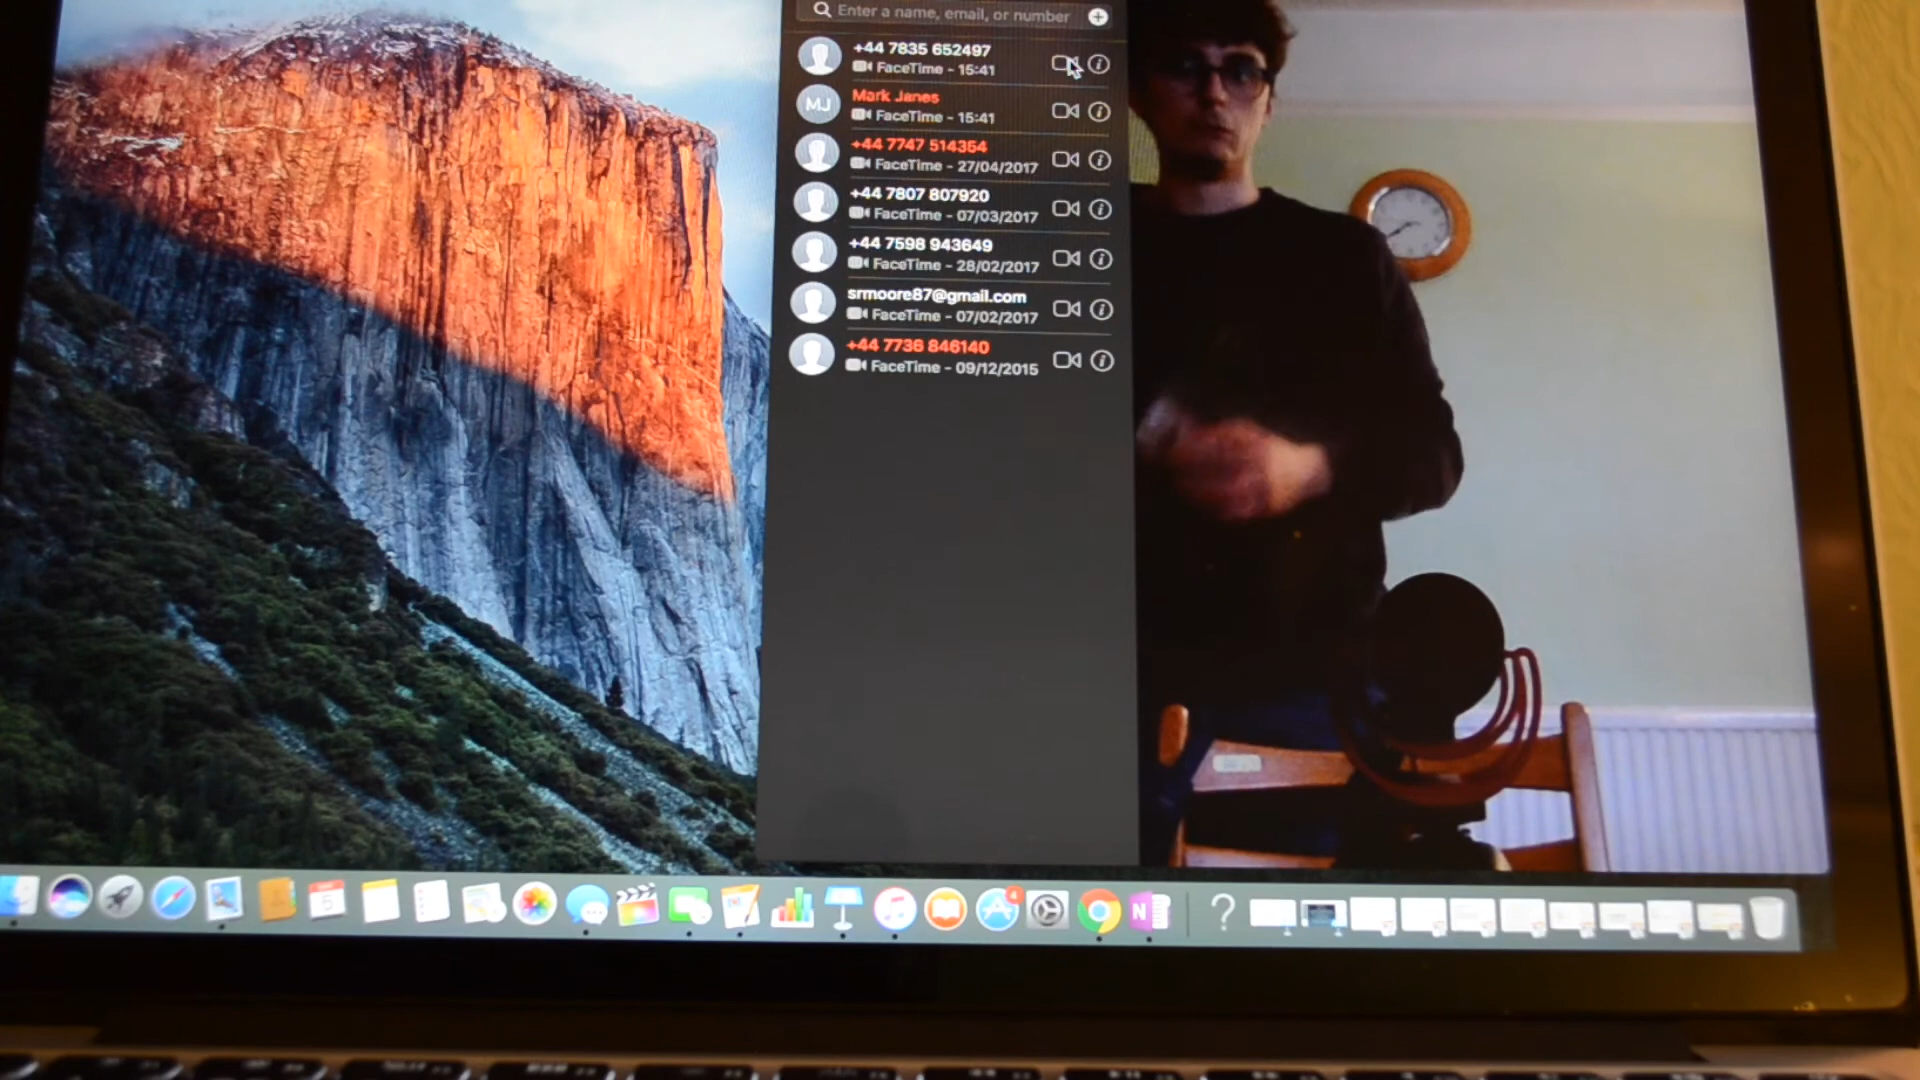 Enter a name, email, or number
+44 7835 652497
FaceTime - 15:41
MJ
Mark Janes
FaceTime - 15:41
+44 7747 514354
FaceTime - 27/04/2017
+44 7807 807920
FaceTime - 07/03/2017
+44 7598 943649
FaceTime - 28/02/2017
srmoore87@gmail.com
FaceTime - 07/02/2017
+44 7736 846140
FaceTime - 09/12/2015
5
4
N
?